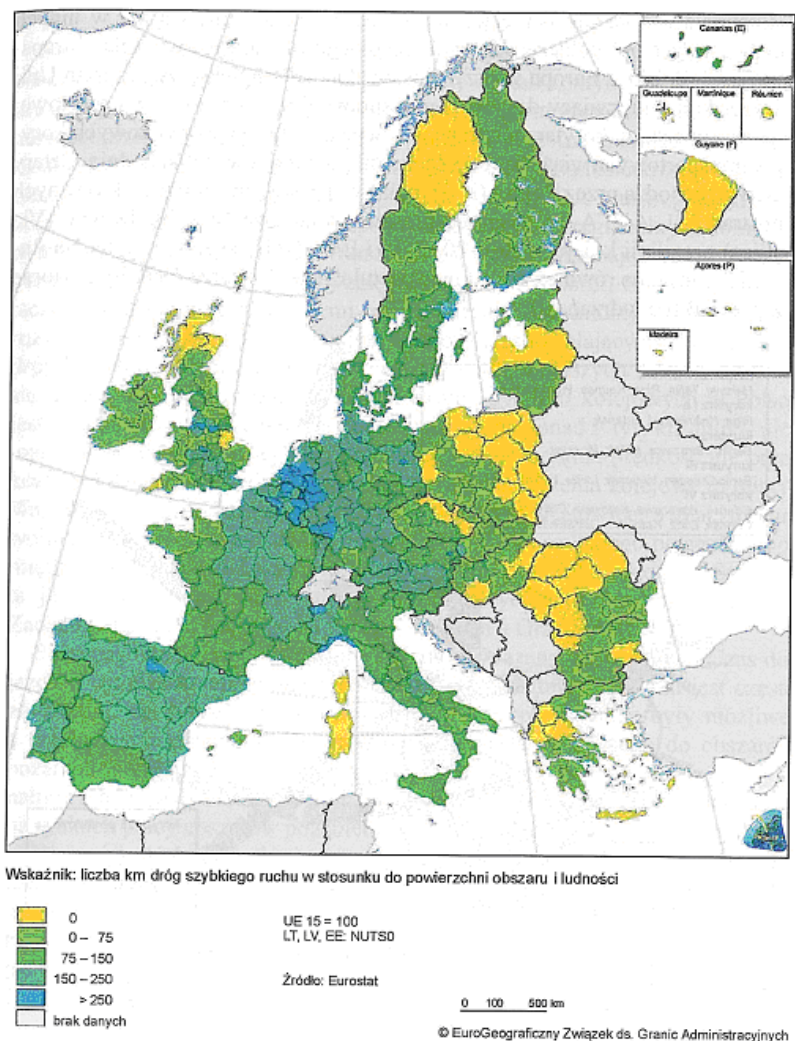 Canarias (E)
Guadeloupe
Martinique
Réunion
Guyane (F)
Açores (P)
Madeira
Wskaźnik: liczba km dróg szybkiego ruchu w stosunku do powierzchni obszaru i ludności
0
0 – 75
75 – 150
150 – 250
> 250
brak danych
UE 15 = 100
LT, LV, EE: NUTS0
Źródło: Eurostat
0 100 500 km
© EuroGeograficzny Związek ds. Granic Administracyjnych